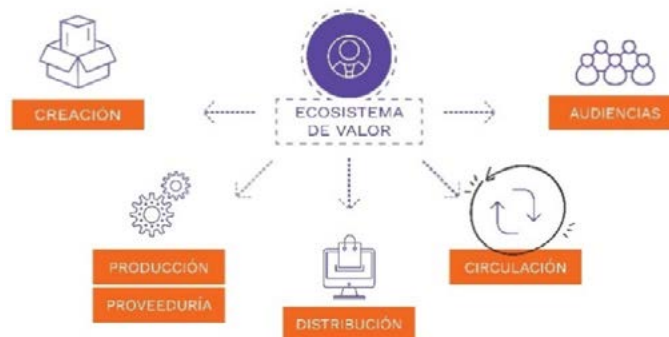 ECOSISTEMA
DE VALOR
CREACIÓN
AUDIENCIAS
PRODUCCIÓN
PROVEEDURÍA
DISTRIBUCIÓN
CIRCULACIÓN